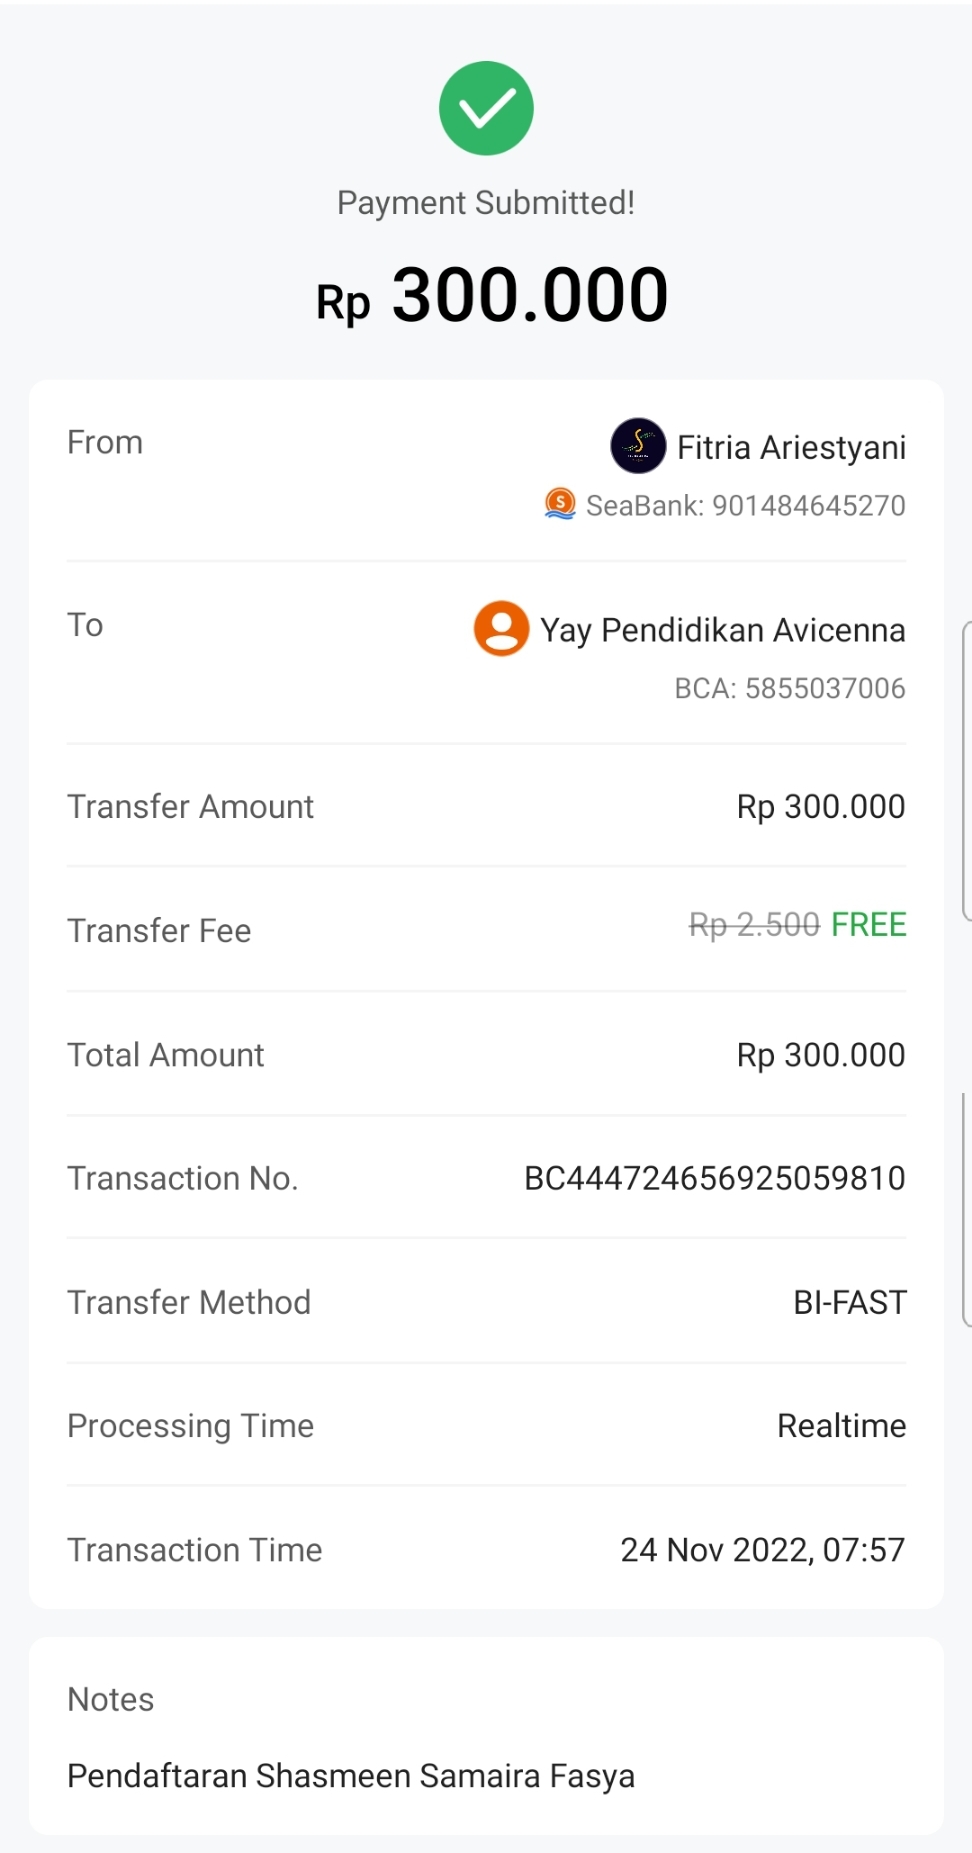 Payment Submitted!
Rp 300.000
From
Fitria Ariestyani
SeaBank: 901484645270
To
Yay Pendidikan Avicenna
BCA: 5855037006
Transfer Amount
Rp 300.000
Transfer Fee
Rp 2.500 FREE
Total Amount
Rp 300.000
Transaction No.
BC444724656925059810
Transfer Method
BI-FAST
Processing Time
Realtime
Transaction Time
24 Nov 2022, 07:57
Notes
Pendaftaran Shasmeen Samaira Fasya